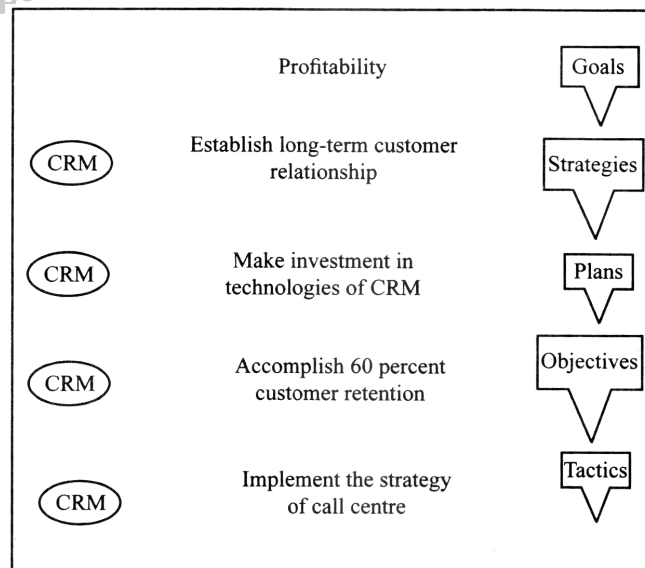 Profitability
Goals
CRM
Establish long-term customer
relationship
Strategies
CRM
Make investment in
technologies of CRM
Plans
CRM
Accomplish 60 percent
customer retention
Objectives
CRM
Implement the strategy
of call centre
Tactics